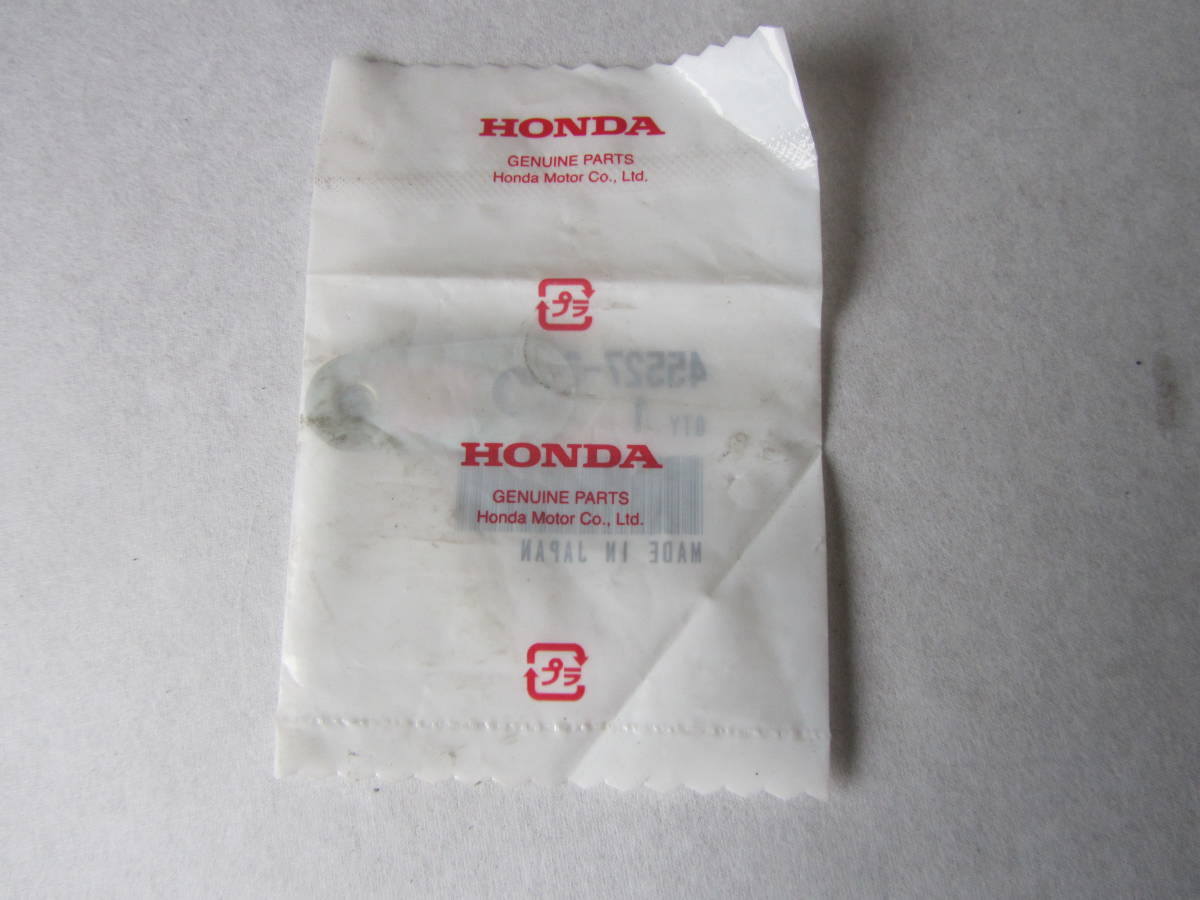 HONDA
GENUINE PARTS
Honda Motor Co., Ltd.
プラ
45527-
QTY 1
HONDA
GENUINE PARTS
Honda Motor Co., Ltd.
MADE IN JAPAN
プラ